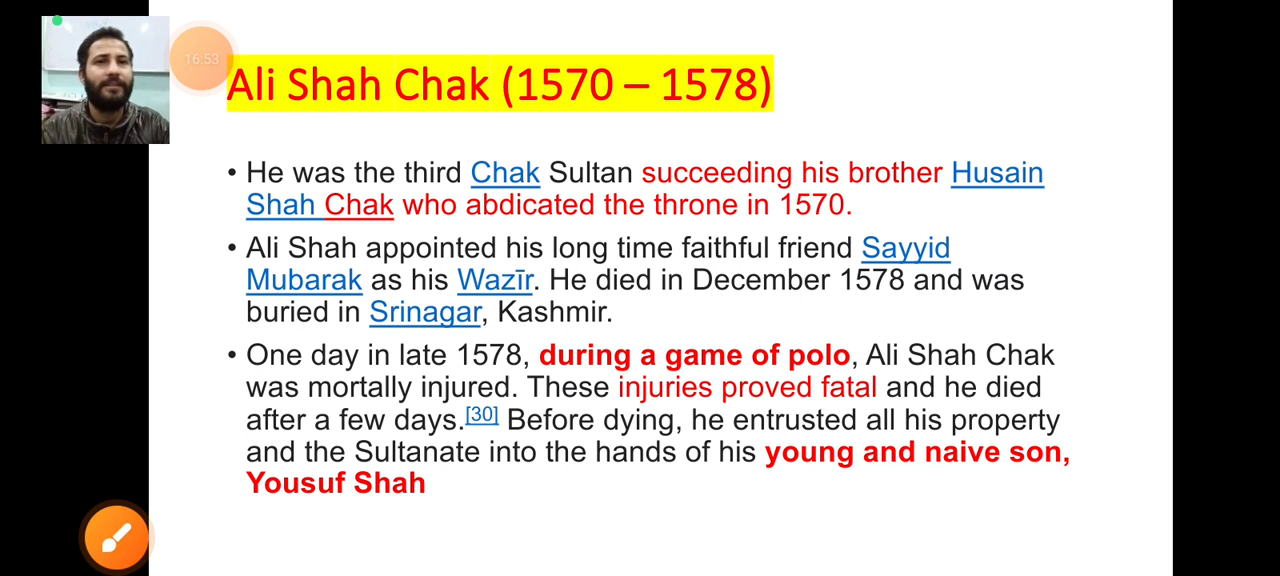 16:53
Ali Shah Chak (1570 – 1578)
• He was the third Chak Sultan succeeding his brother Husain
Shah Chak who abdicated the throne in 1570.
• Ali Shah appointed his long time faithful friend Sayyid
Mubarak as his Wazīr. He died in December 1578 and was
buried in Srinagar, Kashmir.
• One day in late 1578, during a game of polo, Ali Shah Chak
was mortally injured. These injuries proved fatal and he died
after a few days.[30] Before dying, he entrusted all his property
and the Sultanate into the hands of his young and naive son,
Yousuf Shah